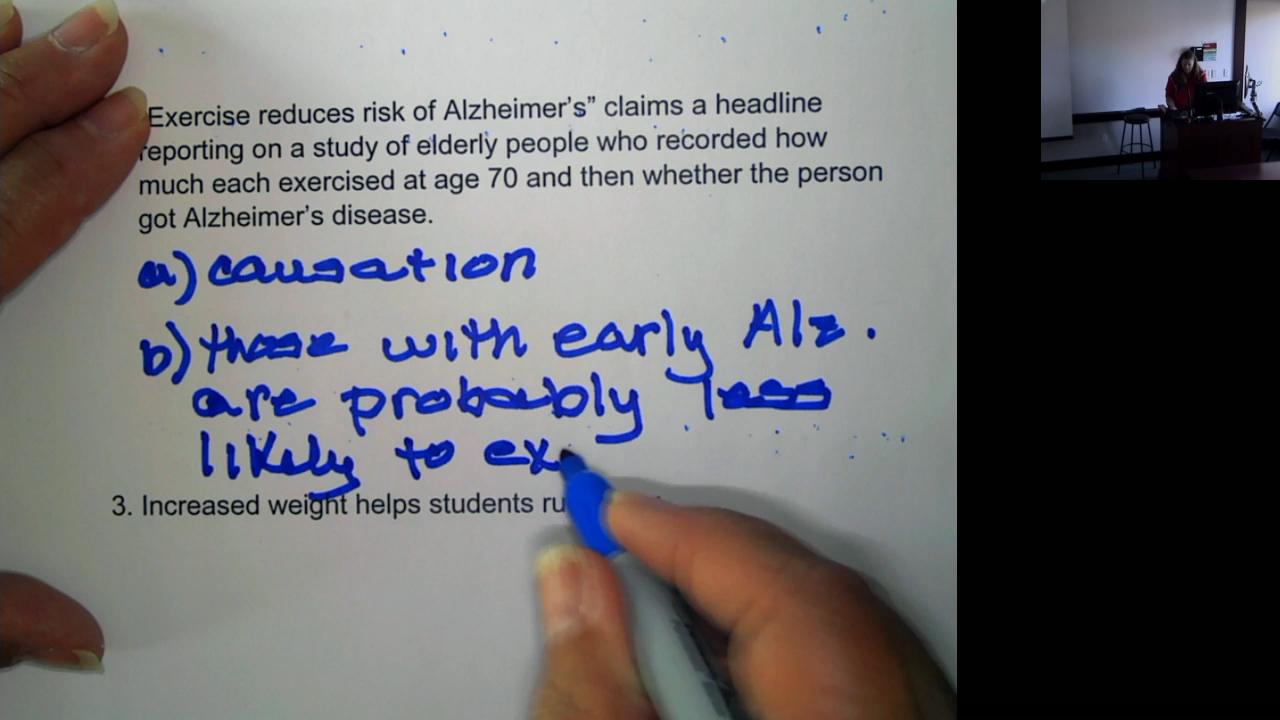 Exercise reduces risk of Alzheimer's” claims a headline
reporting on a study of elderly people who recorded how
much each exercised at age 70 and then whether the person
got Alzheimer's disease.
a) causation
b) those with early Alz.
are probably less
likely to ex
3. Increased weight helps students ru